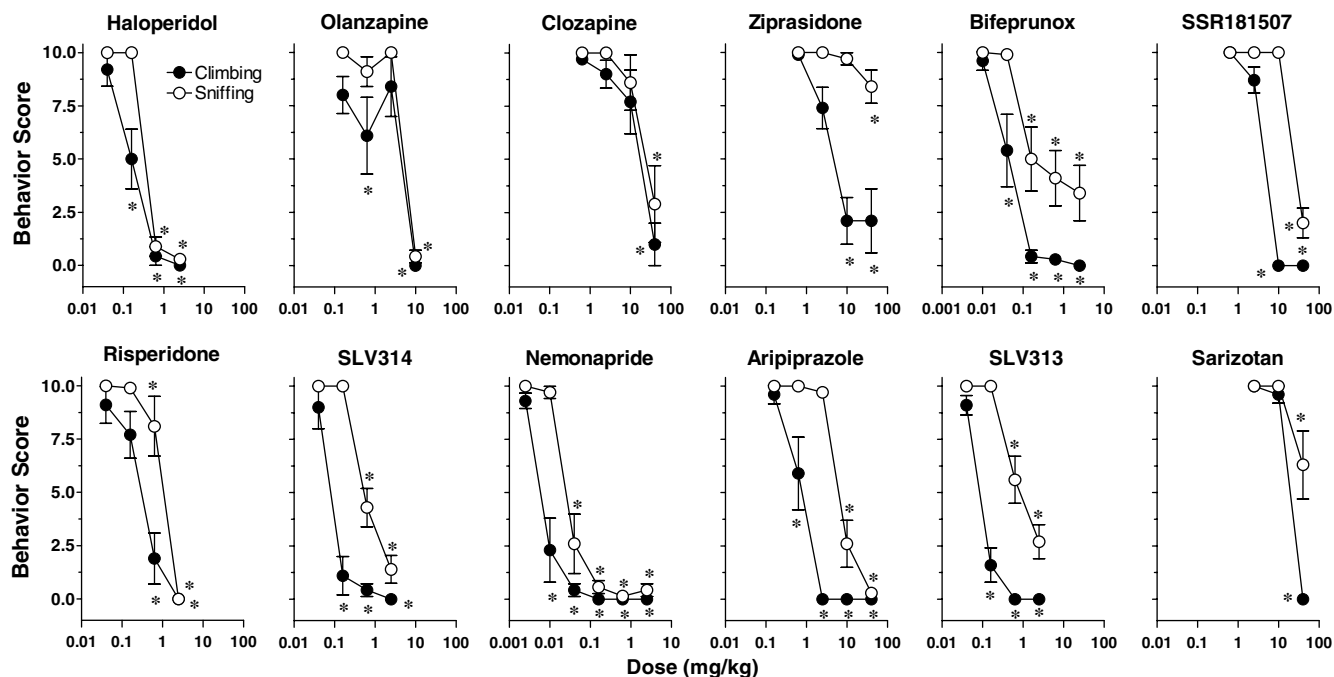 Haloperidol Olanzapine Clozapine Ziprasidone Bifeprunox SSR181507
Behavior Score
10.0
7.5
5.0
2.5
0.0
Climbing
Sniffing
* * * * *
* * *
* *
* * *
* * * * * * *
* * *
0.01 0.1 1 10 100 0.01 0.1 1 10 100 0.01 0.1 1 10 100 0.01 0.1 1 10 100 0.001 0.01 0.1 1 10 0.01 0.1 1 10 100
Risperidone SLV314 Nemonapride Aripiprazole SLV313 Sarizotan
Behavior Score
10.0
7.5
5.0
2.5
0.0
* * * *
* * * * *
* * * * * * * * *
* * * * * *
* * * * *
* *
0.01 0.1 1 10 100 0.01 0.1 1 10 100 0.001 0.01 0.1 1 10 0.01 0.1 1 10 100 0.01 0.1 1 10 100 0.01 0.1 1 10 100
Dose (mg/kg)